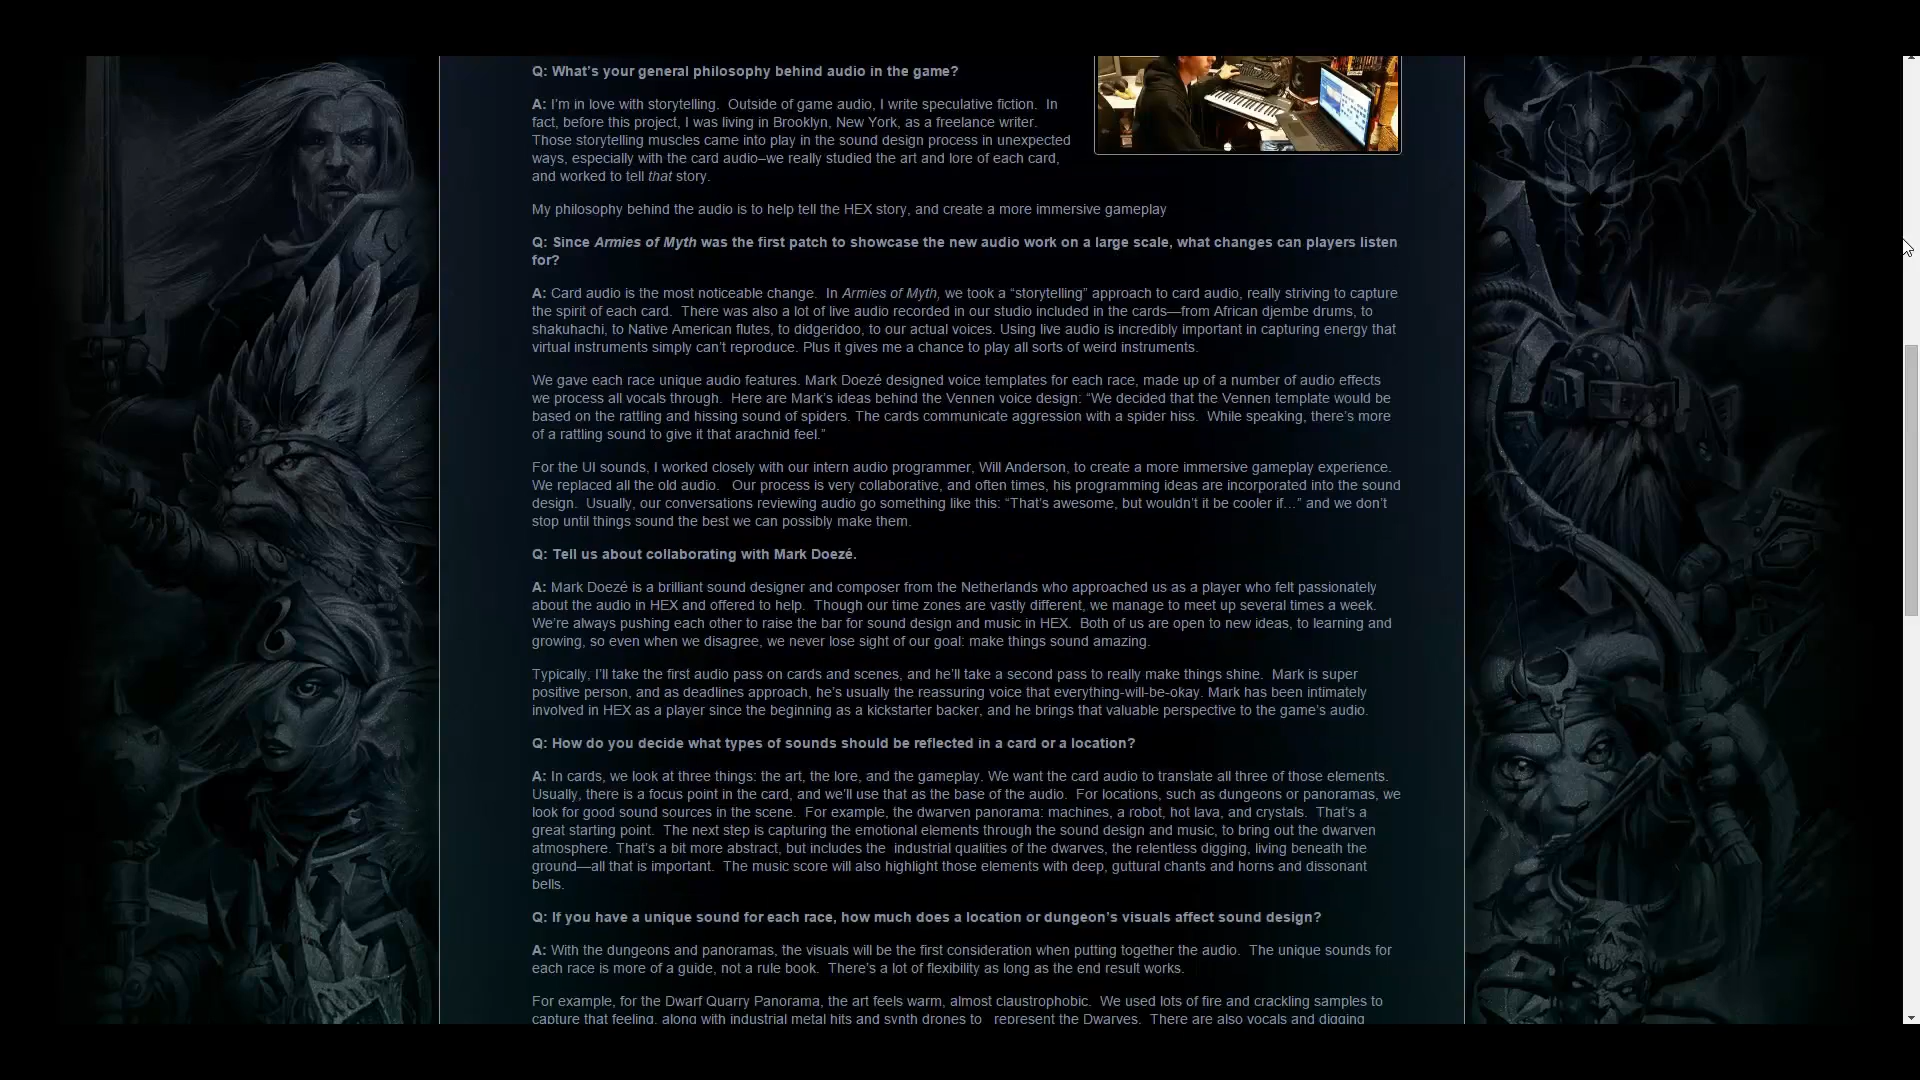 Q: What's your general philosophy behind audio in the game?
A: I'm in love with storytelling.  Outside of game audio, I write speculative fiction.  In
fact, before this project, I was living in Brooklyn, New York, as a freelance writer.
Those storytelling muscles came into play in the sound design process in unexpected
ways, especially with the card audio–we really studied the art and lore of each card,
and worked to tell that story.
My philosophy behind the audio is to help tell the HEX story, and create a more immersive gameplay
Q: Since Armies of Myth was the first patch to showcase the new audio work on a large scale, what changes can players listen
for?
A: Card audio is the most noticeable change.  In Armies of Myth, we took a “storytelling” approach to card audio, really striving to capture
the spirit of each card.  There was also a lot of live audio recorded in our studio included in the cards—from African djembe drums, to
shakuhachi, to Native American flutes, to didgeridoo, to our actual voices. Using live audio is incredibly important in capturing energy that
virtual instruments simply can’t reproduce. Plus it gives me a chance to play all sorts of weird instruments.
We gave each race unique audio features. Mark Doezé designed voice templates for each race, made up of a number of audio effects
we process all vocals through.  Here are Mark’s ideas behind the Vennen voice design: “We decided that the Vennen template would be
based on the rattling and hissing sound of spiders. The cards communicate aggression with a spider hiss.  While speaking, there’s more
of a rattling sound to give it that arachnid feel.”
For the UI sounds, I worked closely with our intern audio programmer, Will Anderson, to create a more immersive gameplay experience.
We replaced all the old audio.   Our process is very collaborative, and often times, his programming ideas are incorporated into the sound
design.  Usually, our conversations reviewing audio go something like this: “That’s awesome, but wouldn’t it be cooler if…” and we don’t
stop until things sound the best we can possibly make them.
Q: Tell us about collaborating with Mark Doezé.
A: Mark Doezé is a brilliant sound designer and composer from the Netherlands who approached us as a player who felt passionately
about the audio in HEX and offered to help.  Though our time zones are vastly different, we manage to meet up several times a week.
We’re always pushing each other to raise the bar for sound design and music in HEX.  Both of us are open to new ideas, to learning and
growing, so even when we disagree, we never lose sight of our goal: make things sound amazing.
Typically, I’ll take the first audio pass on cards and scenes, and he’ll take a second pass to really make things shine.  Mark is super
positive person, and as deadlines approach, he’s usually the reassuring voice that everything-will-be-okay. Mark has been intimately
involved in HEX as a player since the beginning as a kickstarter backer, and he brings that valuable perspective to the game’s audio.
Q: How do you decide what types of sounds should be reflected in a card or a location?
A: In cards, we look at three things: the art, the lore, and the gameplay. We want the card audio to translate all three of those elements.
Usually, there is a focus point in the card, and we’ll use that as the base of the audio.  For locations, such as dungeons or panoramas, we
look for good sound sources in the scene.  For example, the dwarven panorama: machines, a robot, hot lava, and crystals.  That’s a
great starting point.  The next step is capturing the emotional elements through the sound design and music, to bring out the dwarven
atmosphere. That’s a bit more abstract, but includes the  industrial qualities of the dwarves, the relentless digging, living beneath the
ground—all that is important.  The music score will also highlight those elements with deep, guttural chants and horns and dissonant
bells.
Q: If you have a unique sound for each race, how much does a location or dungeon’s visuals affect sound design?
A: With the dungeons and panoramas, the visuals will be the first consideration when putting together the audio.  The unique sounds for
each race is more of a guide, not a rule book.  There’s a lot of flexibility as long as the end result works.
For example, for the Dwarf Quarry Panorama, the art feels warm, almost claustrophobic.  We used lots of fire and crackling samples to
capture that feeling, along with industrial metal hits and synth drones to   represent the Dwarves.  There are also vocals and digging